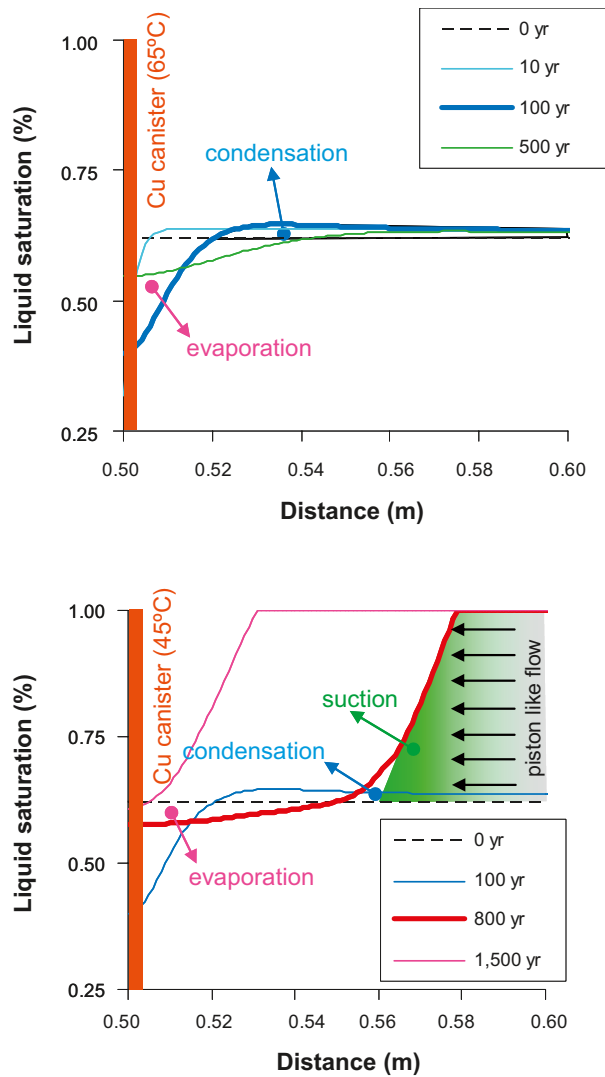 0 yr
10 yr
100 yr
500 yr
1.00
0.75
0.50
0.25
Liquid saturation (%)
Cu canister (65ºC)
condensation
evaporation
0.50 0.52 0.54 0.56 0.58 0.60
Distance (m)
1.00
0.75
0.50
0.25
Liquid saturation (%)
Cu canister (45ºC)
suction
condensation
evaporation
piston like flow
0 yr
100 yr
800 yr
1,500 yr
0.50 0.52 0.54 0.56 0.58 0.60
Distance (m)